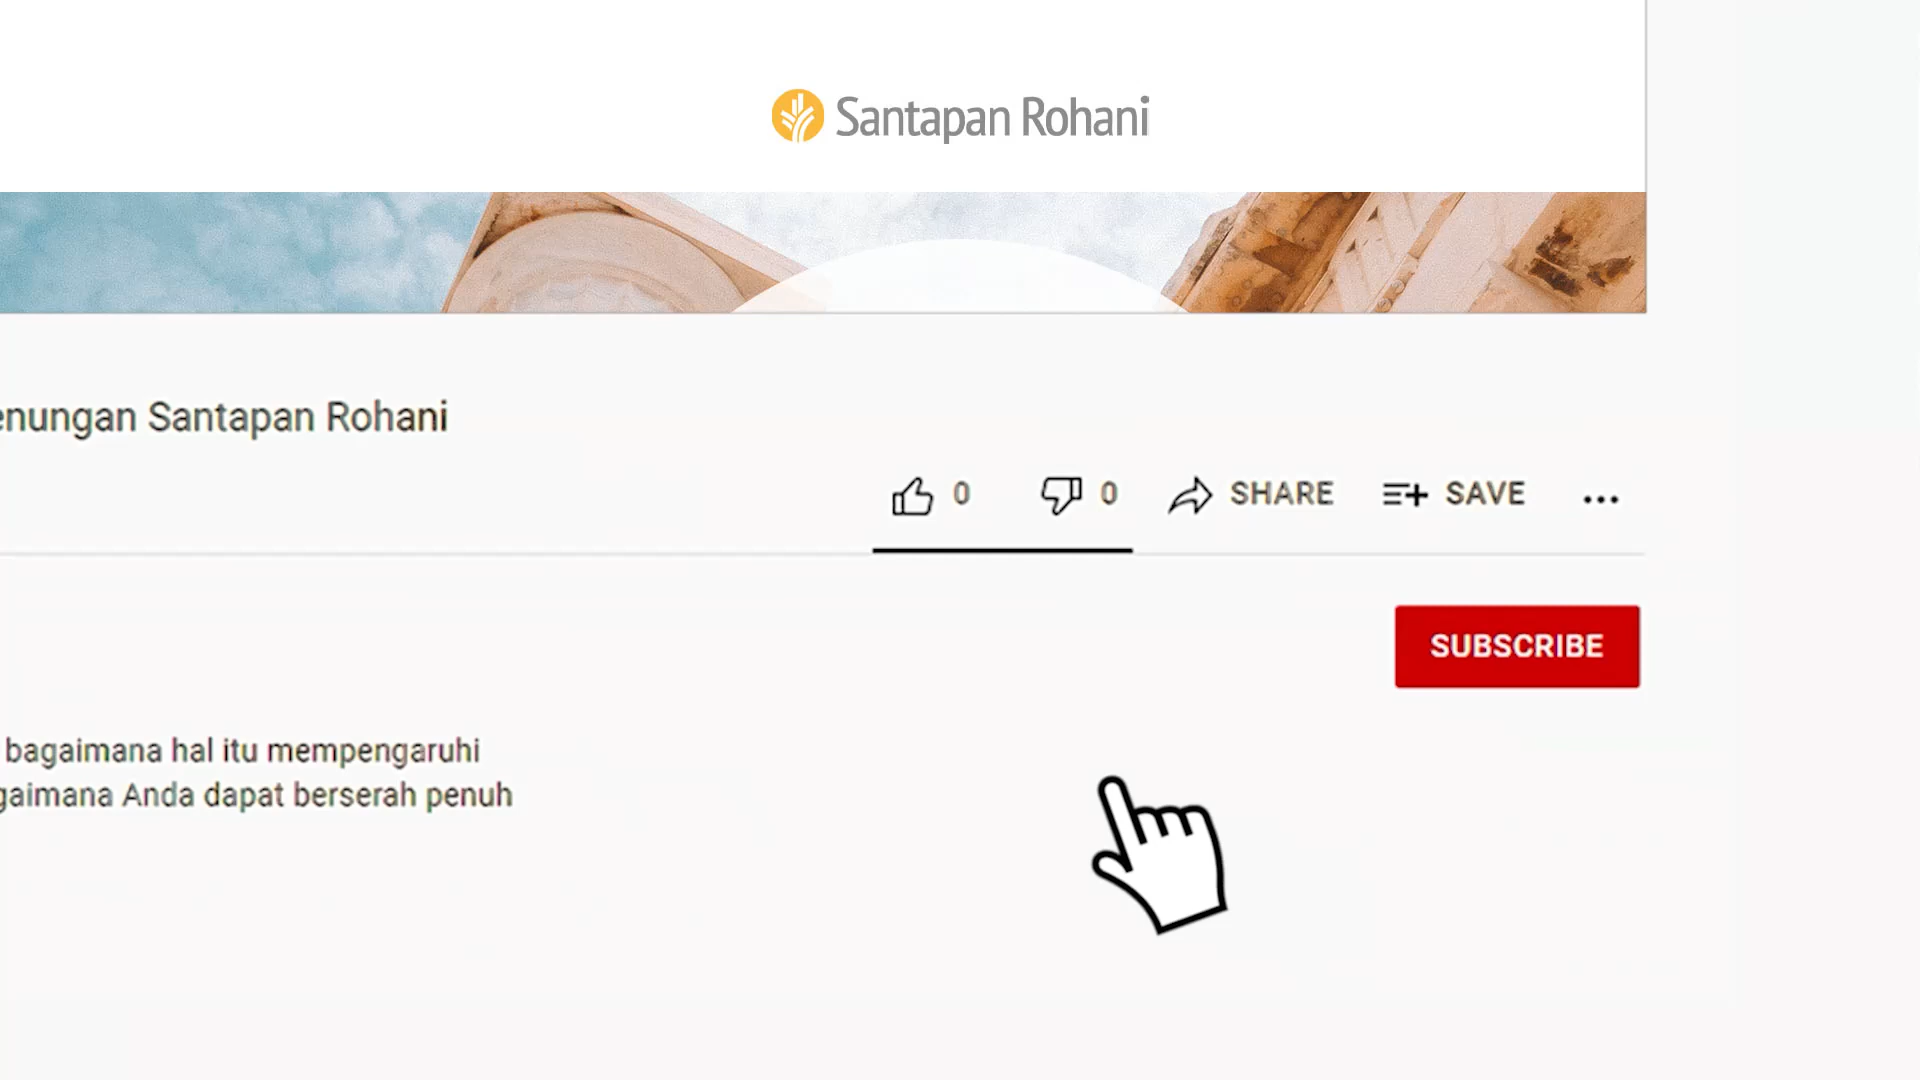 Santapan Rohani
enungan Santapan Rohani
0 0 SHARE SAVE
SUBSCRIBE
bagaimana hal itu mempengaruhi
gaimana Anda dapat berserah penuh